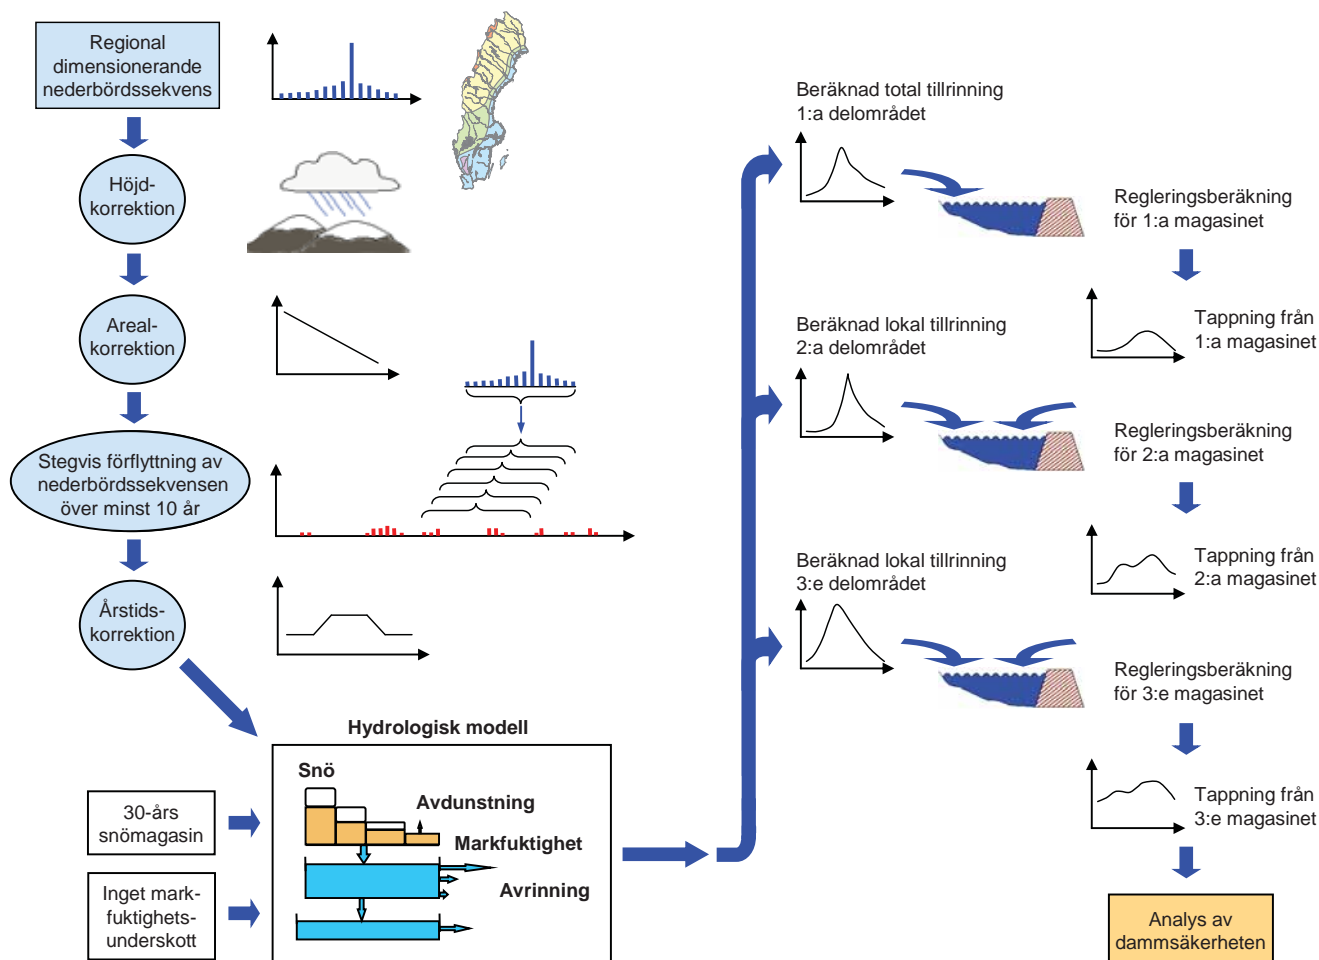 Regional
dimensionerande
nederbördssekvens
Höjd-
korrektion
Areal-
korrektion
Stegvis förflyttning av
nederbördssekvensen
över minst 10 år
Årstids-
korrektion
30-års
snömagasin
Inget mark-
fuktighets-
underskott
Hydrologisk modell
Snö
Avdunstning
Markfuktighet
Avrinning
Beräknad total tillrinning
1:a delområdet
Regleringsberäkning
för 1:a magasinet
Tappning från
1:a magasinet
Beräknad lokal tillrinning
2:a delområdet
Regleringsberäkning
för 2:a magasinet
Tappning från
2:a magasinet
Beräknad lokal tillrinning
3:e delområdet
Regleringsberäkning
för 3:e magasinet
Tappning från
3:e magasinet
Analys av
dammsäkerheten